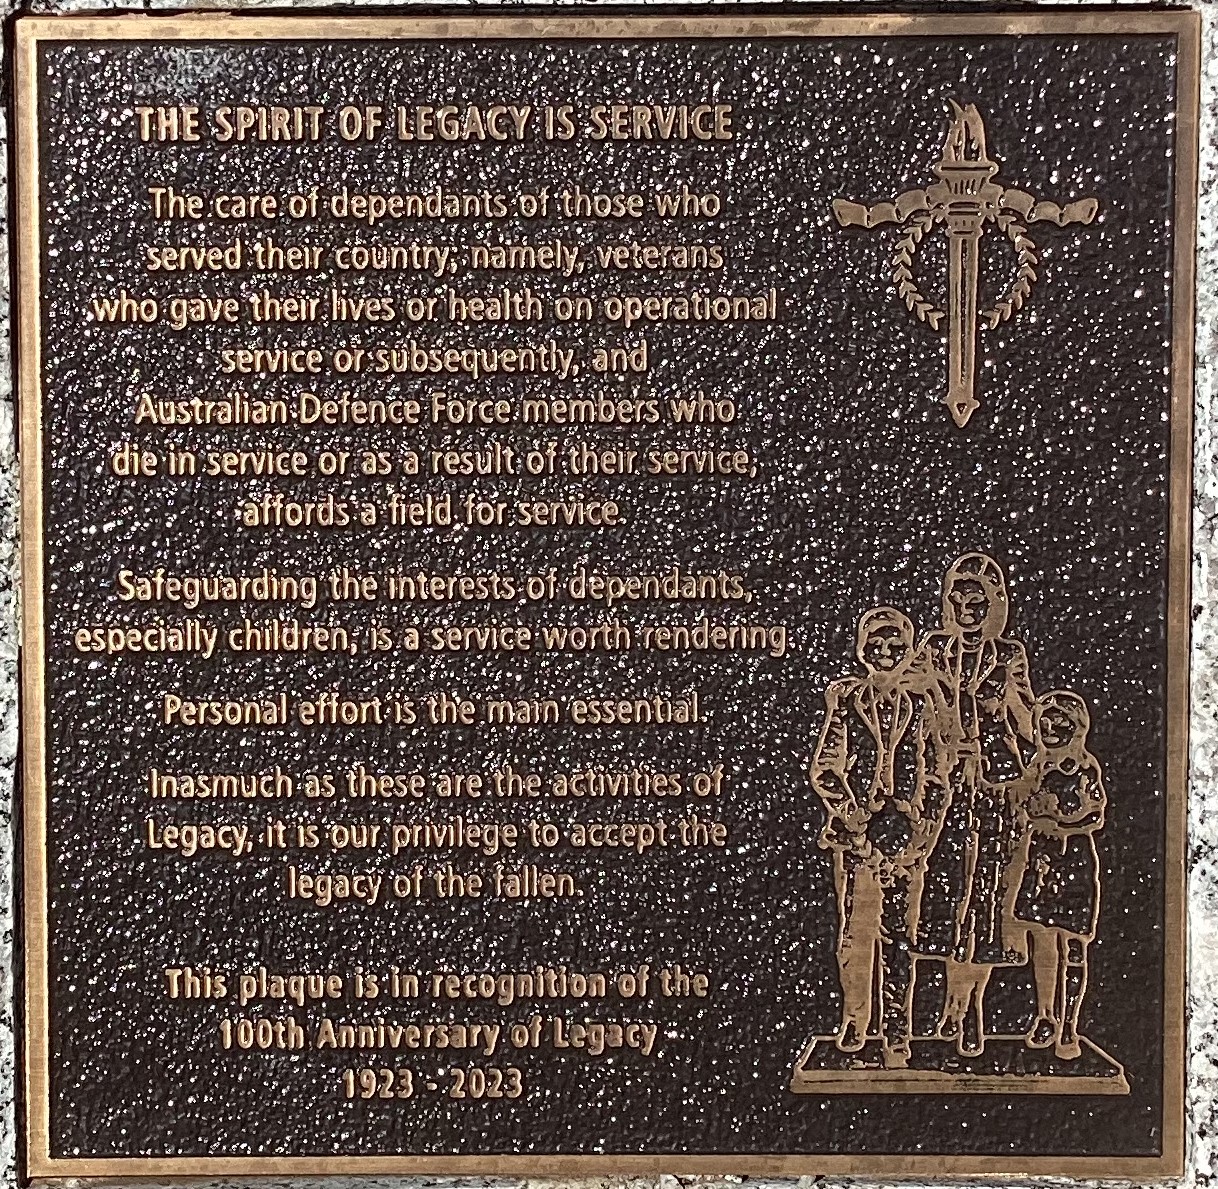 THE SPIRIT OF LEGACY IS SERVICE
The care of dependants of those who
served their country; namely, veterans
who gave their lives or health on operational
service or subsequently, and
Australian Defence Force members who
die in service or as a result of their service,
affords a field for service.
Safeguarding the interests of dependants,
especially children, is a service worth rendering.
Personal effort is the main essential.
Inasmuch as these are the activities of
Legacy, it is our privilege to accept the
legacy of the fallen.
This plaque is in recognition of the
100th Anniversary of Legacy
1923 - 2023